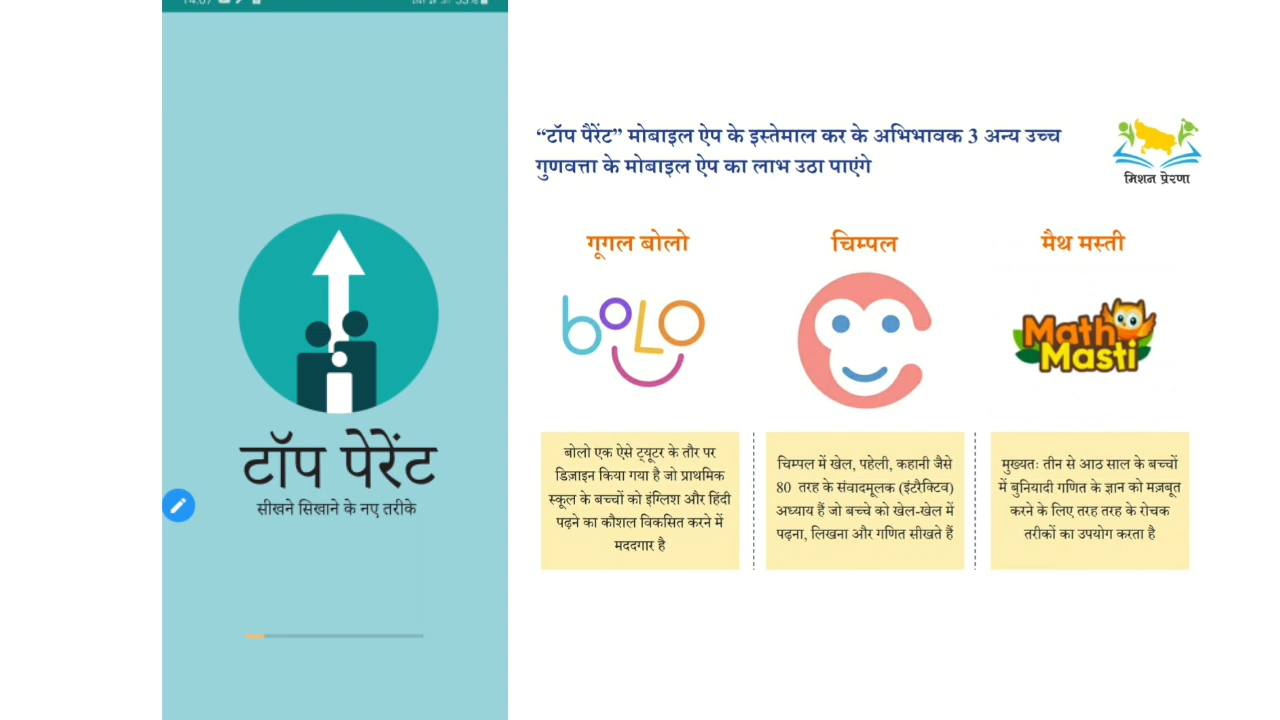 टॉप पेरेंट
सीखने सिखाने के नए तरीके
“टॉप पैरेंट” मोबाइल ऐप के इस्तेमाल कर के अभिभावक 3 अन्य उच्च
गुणवत्ता के मोबाइल ऐप का लाभ उठा पाएंगे
मिशन प्रेरणा
गूगल बोलो
bolo
बोलो एक ऐसे ट्यूटर के तौर पर
डिज़ाइन किया गया है जो प्राथमिक
स्कूल के बच्चों को इंग्लिश और हिंदी
पढ़ने का कौशल विकसित करने में
मददगार है
चिम्पल
चिम्पल में खेल, पहेली, कहानी जैसे
80 तरह के संवादमूलक (इंटरैक्टिव)
अध्याय हैं जो बच्चे को खेल-खेल में
पढ़ना, लिखना और गणित सीखते हैं
मैथ मस्ती
Math
Masti
मुख्यतः तीन से आठ साल के बच्चों
में बुनियादी गणित के ज्ञान को मज़बूत
करने के लिए तरह तरह के रोचक
तरीकों का उपयोग करता है